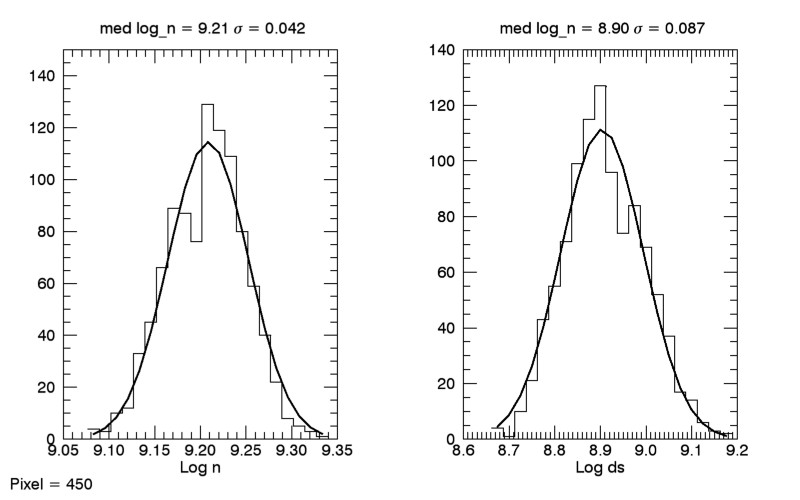 med log_n = 9.21 σ = 0.042
140
120
100
80
60
40
20
0
9.05 9.10 9.15 9.20 9.25 9.30 9.35
Log n
med log_n = 8.90 σ = 0.087
140
120
100
80
60
40
20
0
8.6 8.7 8.8 8.9 9.0 9.1 9.2
Log ds
Pixel = 450